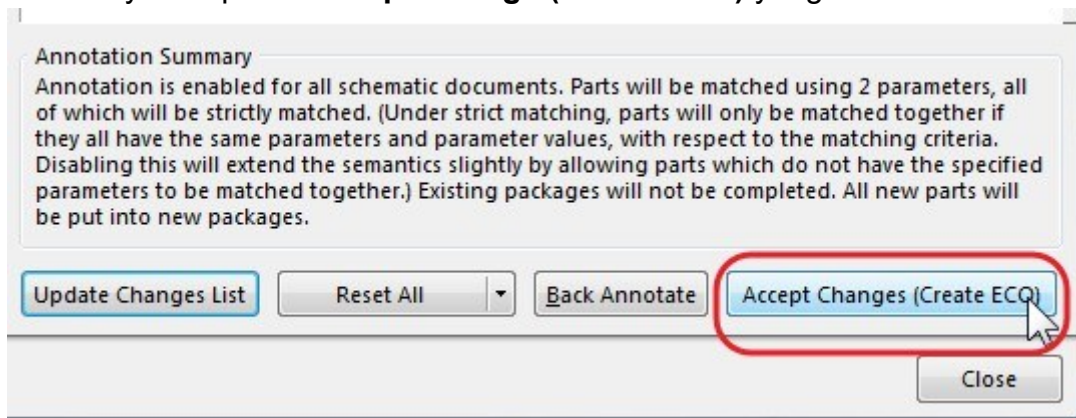 Annotation Summary
Annotation is enabled for all schematic documents. Parts will be matched using 2 parameters, all
of which will be strictly matched. (Under strict matching, parts will only be matched together if
they all have the same parameters and parameter values, with respect to the matching criteria.
Disabling this will extend the semantics slightly by allowing parts which do not have the specified
parameters to be matched together.) Existing packages will not be completed. All new parts will
be put into new packages.
Update Changes List Reset All Back Annotate Accept Changes (Create ECO)
Close